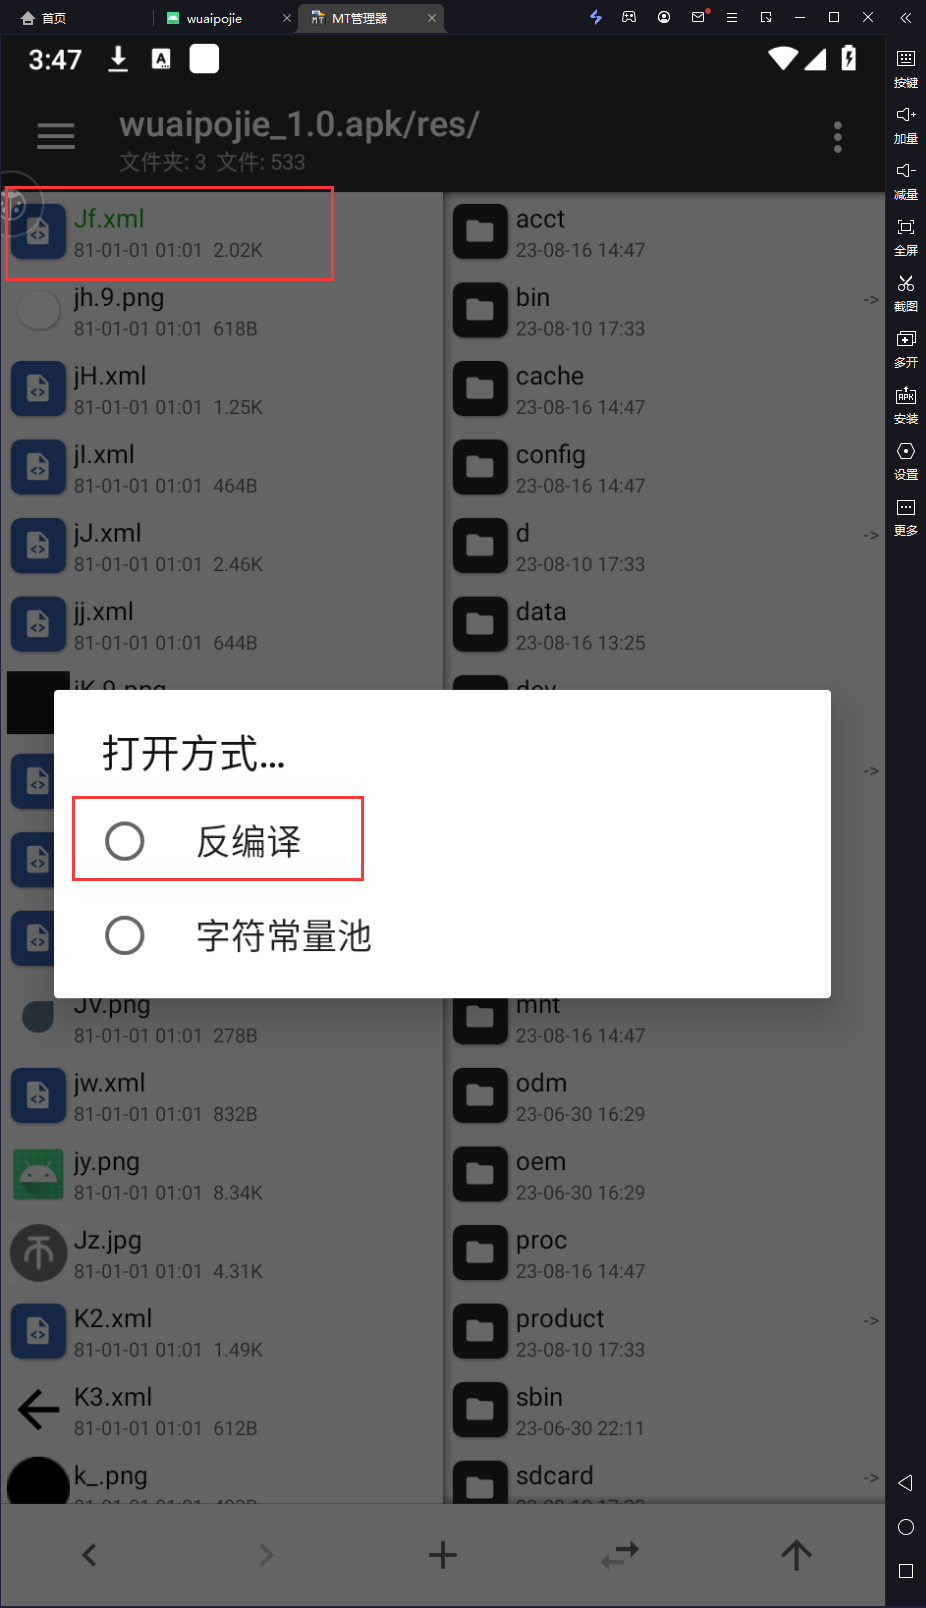 首页
wuaipojie
MT管理器
3:47
A
wuaipojie_1.0.apk/res/
文件夹: 3 文件: 533
Jf.xml
81-01-01 01:01 2.02K
jh.9.png
81-01-01 01:01 618B
jH.xml
81-01-01 01:01 1.25K
jI.xml
81-01-01 01:01 464B
jJ.xml
81-01-01 01:01 2.46K
jj.xml
81-01-01 01:01 644B
jK.9.png
acct
23-08-16 14:47
bin
->
23-08-10 17:33
cache
23-08-16 14:47
config
23-08-16 14:47
d
->
23-08-10 17:33
data
23-08-16 13:25
dev
->
打开方式...
反编译
字符常量池
JV.png
81-01-01 01:01 278B
jw.xml
81-01-01 01:01 832B
jy.png
81-01-01 01:01 8.34K
Jz.jpg
81-01-01 01:01 4.31K
K2.xml
81-01-01 01:01 1.49K
K3.xml
81-01-01 01:01 612B
k_.png
mnt
23-08-16 14:47
odm
23-06-30 16:29
oem
23-06-30 16:29
proc
23-08-16 14:47
product
->
23-08-10 17:33
sbin
23-06-30 22:11
sdcard
->
按键
加量
减量
全屏
截图
多开
APK
安装
设置
更多